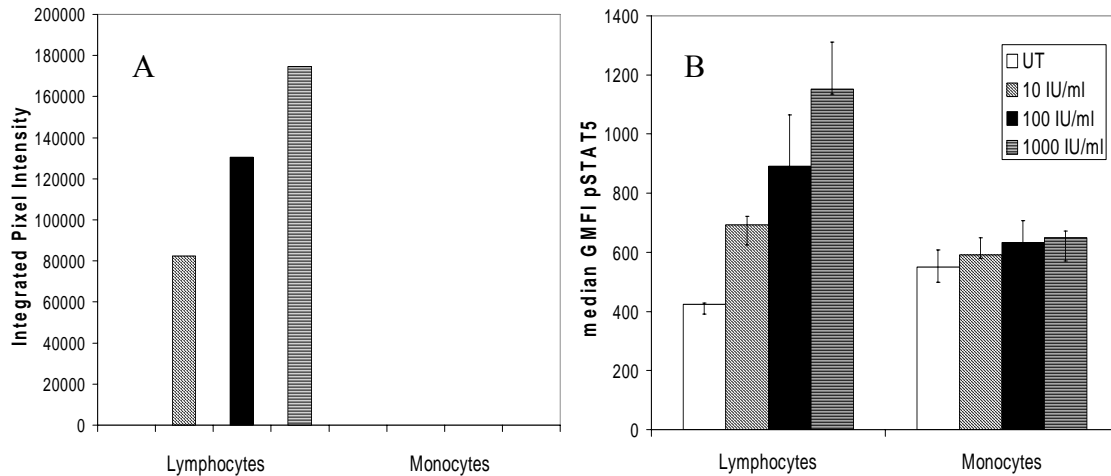 A
Integrated Pixel Intensity
200000
180000
160000
140000
120000
100000
80000
60000
40000
20000
0
Lymphocytes
Monocytes
B
median GMFI pSTAT5
1400
1200
1000
800
600
400
200
0
UT
10 IU/ml
100 IU/ml
1000 IU/ml
Lymphocytes
Monocytes